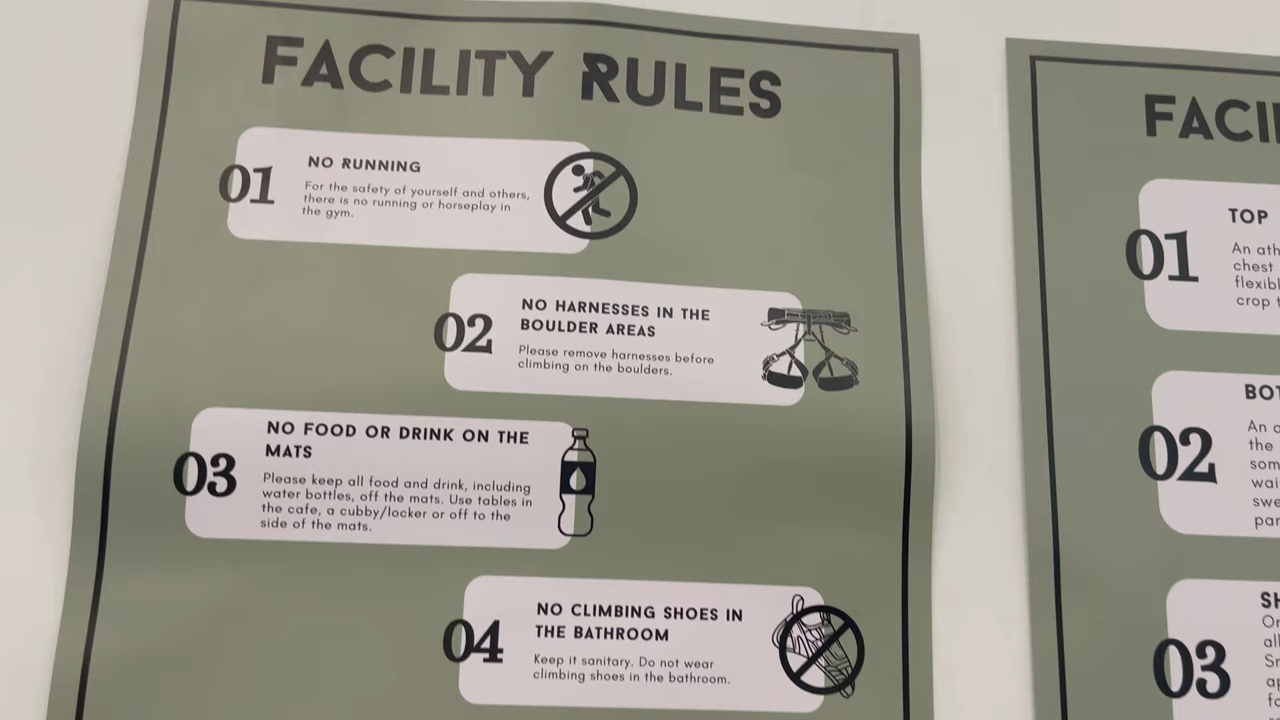 FACILITY RULES
01
NO RUNNING
For the safety of yourself and others,
there is no running or horseplay in
the gym.
02
NO HARNESSES IN THE
BOULDER AREAS
Please remove harnesses before
climbing on the boulders.
03
NO FOOD OR DRINK ON THE
MATS
Please keep all food and drink, including
water bottles, off the mats. Use tables in
the cafe, a cubby/locker or off to the
side of the mats.
04
NO CLIMBING SHOES IN
THE BATHROOM
Keep it sanitary. Do not wear
climbing shoes in the bathroom.
01
TOP
An
chest
02
the
03